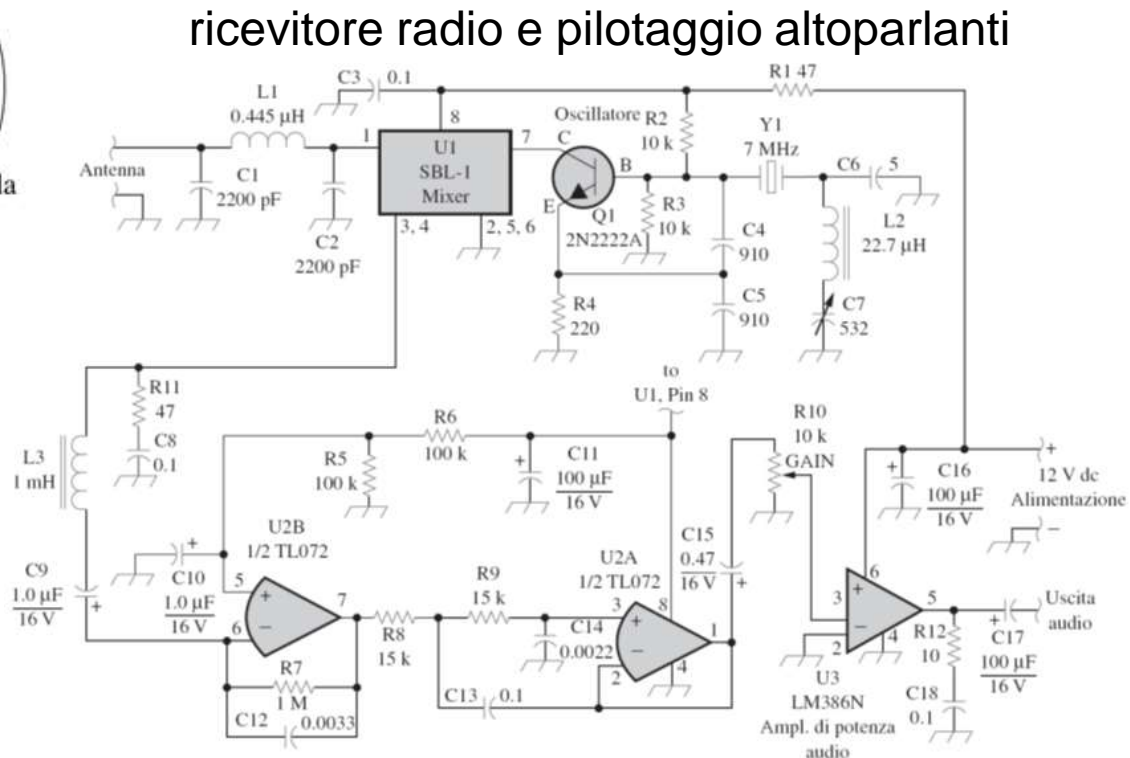 ricevitore radio e pilotaggio altoparlanti
la
Antenna
L1
0.445 µH
C1
2200 pF
C2
2200 pF
C3
0.1
1
8
7
U1
SBL-1
Mixer
3, 4
2, 5, 6
Oscillatore
C
B
E
Q1
2N2222A
R2
10 k
R3
10 k
R4
220
R1 47
Y1
7 MHz
C4
910
C5
910
C6
5
L2
22.7 µH
C7
532
R11
47
C8
0.1
L3
1 mH
C9
1.0 µF
16 V
+
C10
1.0 µF
16 V
+
R5
100 k
R6
100 k
+
C11
100 µF
16 V
to
U1, Pin 8
U2B
1/2 TL072
5
+
6
−
7
R7
1 M
C12
0.0033
R8
15 k
R9
15 k
C13
0.1
C14
0.0022
U2A
1/2 TL072
3
+
8
2
−
4
1
C15
0.47
16 V
+
R10
10 k
GAIN
+
C16
100 µF
16 V
+
12 V dc
Alimentazione
−
6
3
+
−
2
5
4
U3
LM386N
Ampl. di potenza
audio
R12
10
C18
0.1
+
C17
100 µF
16 V
Uscita
audio